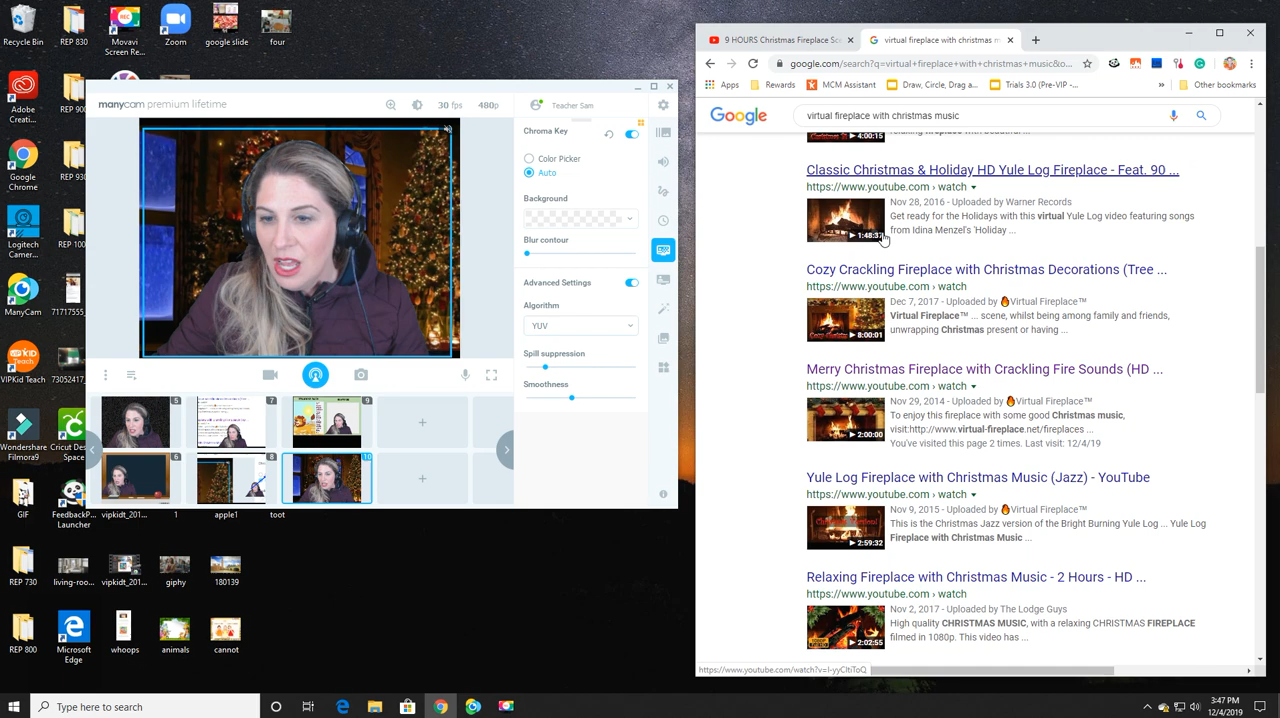 Recycle Bin
REP 830
Movavi
Screen Re...
Zoom
google slide
four
Adobe
Creati...
REP 900
Google
Chrome
REP 930
Logitech
Camer...
REP 100
ManyCam
71717555_...
VIPKid Teach
73052417_...
Wondershare
Filmora9
Cricut Design
Space
GIF
FeedbackP...
Launcher
vipkidt_201...
1
apple1
toot
REP 730
living-roo...
vipkidt_201...
giphy
180139
REP 800
Microsoft
Edge
whoops
animals
cannot
manycam premium lifetime
30 fps
480p
Teacher Sam
Chroma Key
Color Picker
Auto
Background
Blur contour
Advanced Settings
Algorithm
YUV
Spill suppression
Smoothness
5
7
9
6
8
10
9 HOURS Christmas Fireplace Sce
virtual fireplace with christmas m
google.com/search?q=virtual+fireplace+with+christmas+music&o...
Apps
Rewards
MCM Assistant
Draw, Circle, Drag a...
Trials 3.0 (Pre-VIP -...
»
Other bookmarks
Google
virtual fireplace with christmas music
4:00:15
Classic Christmas & Holiday HD Yule Log Fireplace - Feat. 90 ...
https://www.youtube.com › watch
1:48:37
Nov 28, 2016 - Uploaded by Warner Records
Get ready for the Holidays with this virtual Yule Log video featuring songs
from Idina Menzel's 'Holiday ...
Cozy Crackling Fireplace with Christmas Decorations (Tree ...
https://www.youtube.com › watch
8:00:01
Dec 7, 2017 - Uploaded by 🔥Virtual Fireplace™
Virtual Fireplace™ ... scene, whilst being among family and friends,
unwrapping Christmas present or having ...
Merry Christmas Fireplace with Crackling Fire Sounds (HD ...
https://www.youtube.com › watch
2:00:00
Nov 29, 2014 - Uploaded by 🔥Virtual Fireplace™
To enjoy this fireplace with some good Christmas music,
visit:http://www.virtual-fireplace.net/fireplaces ...
You've visited this page 2 times. Last visit: 12/4/19
Yule Log Fireplace with Christmas Music (Jazz) - YouTube
https://www.youtube.com › watch
2:59:32
Nov 9, 2015 - Uploaded by 🔥Virtual Fireplace™
This is the Christmas Jazz version of the Bright Burning Yule Log ... Yule Log
Fireplace with Christmas Music ...
Relaxing Fireplace with Christmas Music - 2 Hours - HD ...
https://www.youtube.com › watch
2:02:55
Nov 2, 2017 - Uploaded by The Lodge Guys
High quality CHRISTMAS MUSIC, with a relaxing CHRISTMAS FIREPLACE
filmed in 1080p. This video has ...
https://www.youtube.com/watch?v=l-yyCltiToQ
Type here to search
3:47 PM
12/4/2019